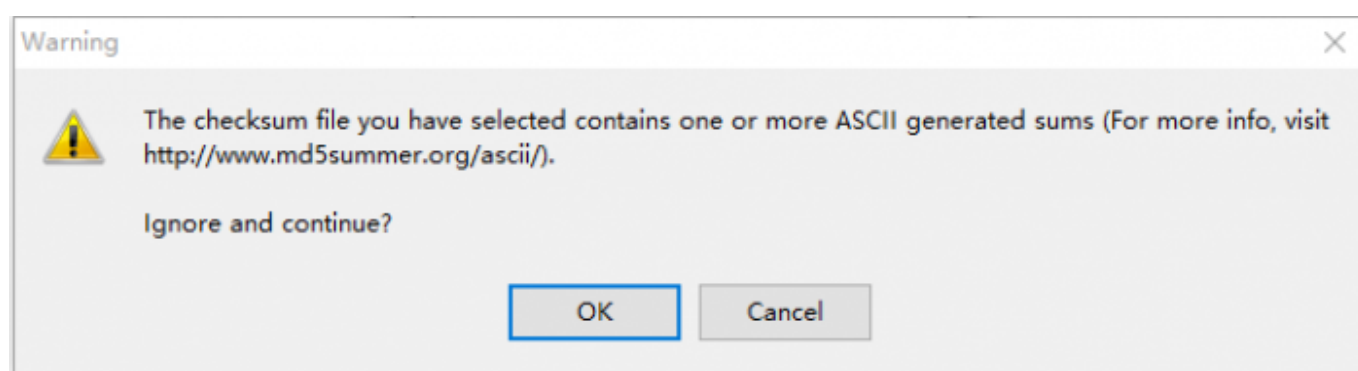 Warning
The checksum file you have selected contains one or more ASCII generated sums (For more info, visit
http://www.md5summer.org/ascii/).
Ignore and continue?
OK
Cancel